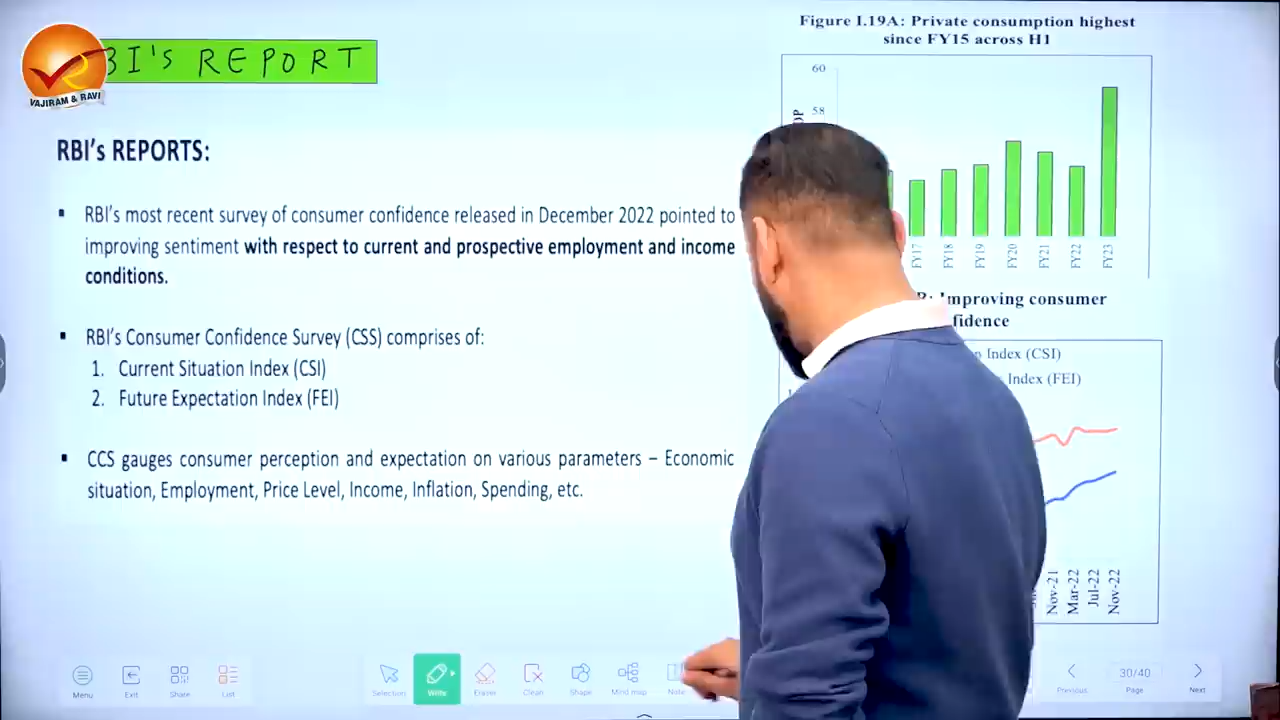 BI's REPORT
VAJIRAM & RAVI
RBI's REPORTS:
▪ RBI's most recent survey of consumer confidence released in December 2022 pointed to
improving sentiment with respect to current and prospective employment and income
conditions.
▪ RBI's Consumer Confidence Survey (CSS) comprises of:
1. Current Situation Index (CSI)
2. Future Expectation Index (FEI)
▪ CCS gauges consumer perception and expectation on various parameters – Economic
situation, Employment, Price Level, Income, Inflation, Spending, etc.
Figure I.19A: Private consumption highest
since FY15 across H1
60
58
FY17
FY18
FY19
FY20
FY21
FY22
FY23
Improving consumer
Index (CSI)
Index (FEI)
Nov-21
Mar-22
Jul-22
Nov-22
Menu
Exit
Share
List
Selection
Write
Eraser
Clean
Shape
Mind map
Note
Previous
30/40
Page
Next